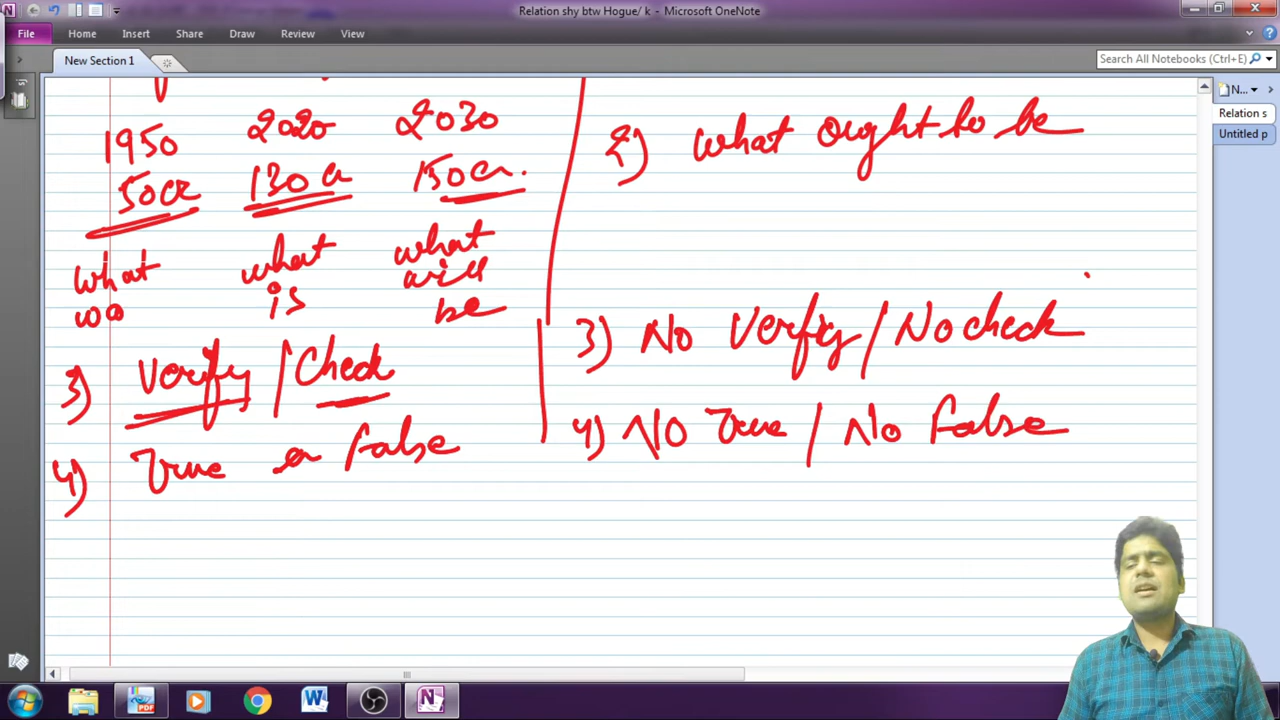 Relation shy btw Hogue/ k - Microsoft OneNote
File Home Insert Share Draw Review View
New Section 1
Search All Notebooks (Ctrl+E)
N...
Relation s
Untitled p
1950 2020 2030
50cr 130cr 150cr.
what was what is what will be
3) Verify / Check
4) True or False
2) What ought to be
3) No Verify / No check
4) No True / No False